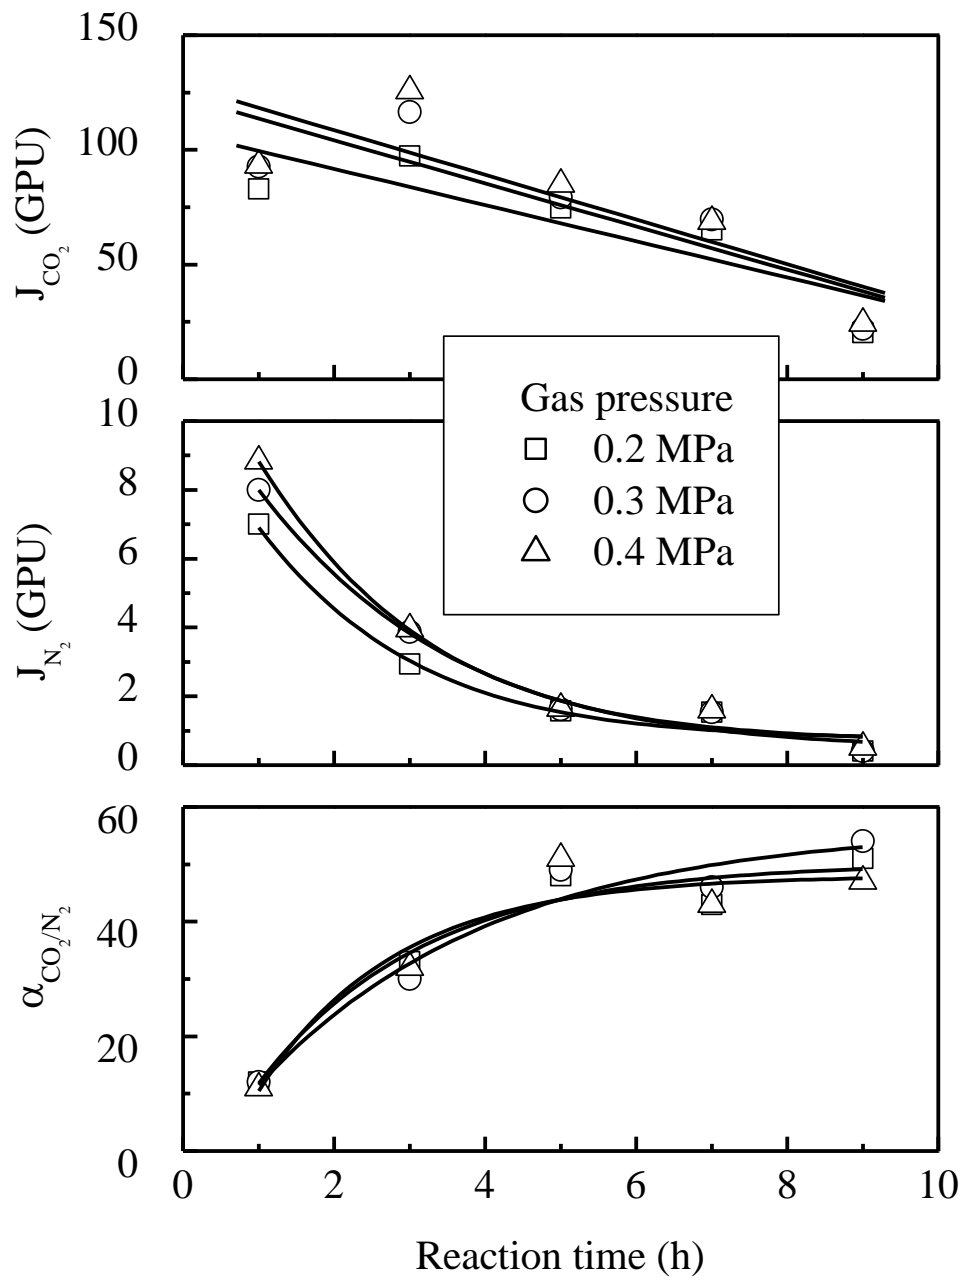 150
100
50
0
J_CO₂ (GPU)
Gas pressure
0.2 MPa
0.3 MPa
0.4 MPa
10
8
6
4
2
0
J_N₂ (GPU)
60
40
20
0
α_CO₂/N₂
0 2 4 6 8 10
Reaction time (h)